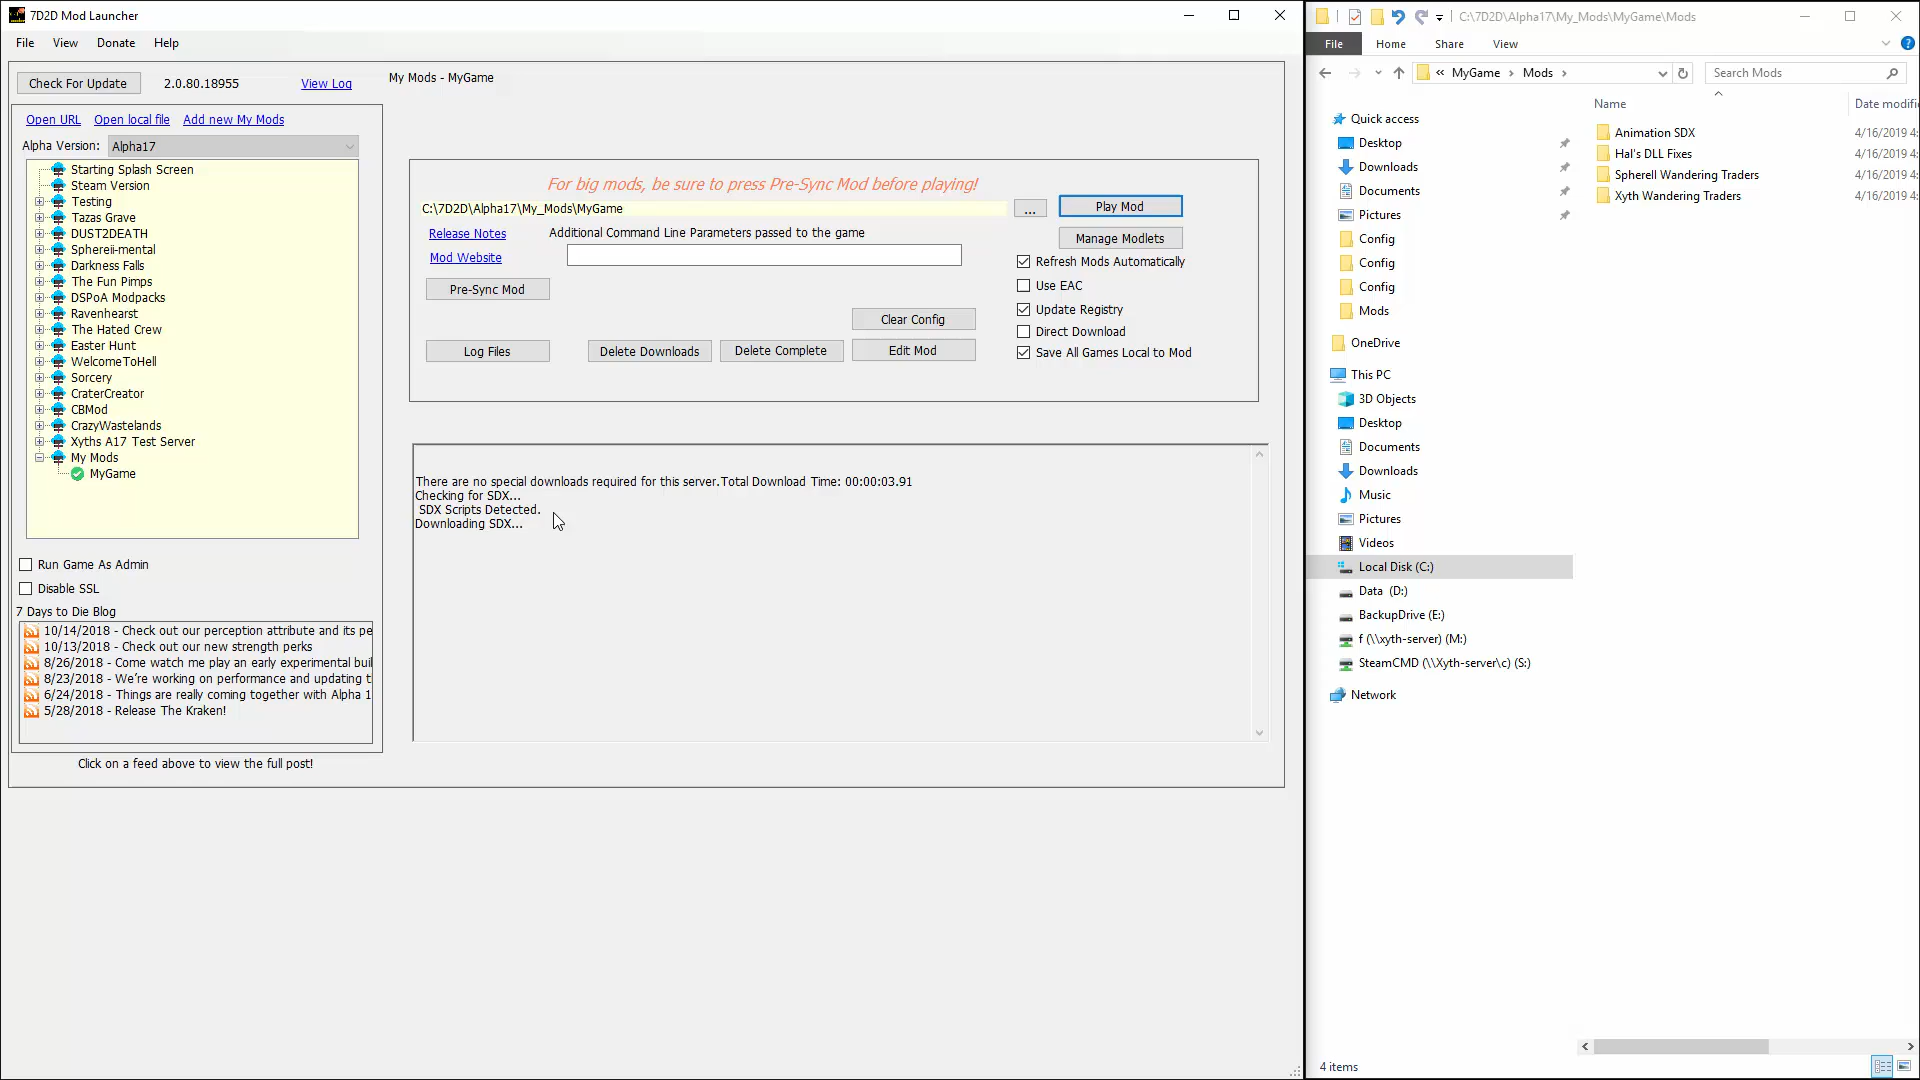 7D2D Mod Launcher
File View Donate Help
Check For Update 2.0.80.18955 View Log
My Mods - MyGame
Open URL Open local file Add new My Mods
Alpha Version: Alpha17
Starting Splash Screen
Steam Version
Testing
Tazas Grave
DUST2DEATH
Sphereii-mental
Darkness Falls
The Fun Pimps
DSPoA Modpacks
Ravenhearst
The Hated Crew
Easter Hunt
WelcomeToHell
Sorcery
CraterCreator
CBMod
CrazyWastelands
Xyths A17 Test Server
My Mods
MyGame
Run Game As Admin
Disable SSL
7 Days to Die Blog
10/14/2018 - Check out our perception attribute and its pe
10/13/2018 - Check out our new strength perks
8/26/2018 - Come watch me play an early experimental buil
8/23/2018 - We're working on performance and updating t
6/24/2018 - Things are really coming together with Alpha 1
5/28/2018 - Release The Kraken!
Click on a feed above to view the full post!
For big mods, be sure to press Pre-Sync Mod before playing!
C:\7D2D\Alpha17\My_Mods\MyGame ... Play Mod
Release Notes Additional Command Line Parameters passed to the game
Manage Modlets
Mod Website
Refresh Mods Automatically
Pre-Sync Mod
Use EAC
Clear Config
Update Registry
Direct Download
Log Files Delete Downloads Delete Complete Edit Mod
Save All Games Local to Mod
There are no special downloads required for this server.Total Download Time: 00:00:03.91
Checking for SDX...
SDX Scripts Detected.
Downloading SDX...
C:\7D2D\Alpha17\My_Mods\MyGame\Mods
File Home Share View
« MyGame › Mods › Search Mods
Quick access
Desktop
Downloads
Documents
Pictures
Config
Config
Config
Mods
OneDrive
This PC
3D Objects
Desktop
Documents
Downloads
Music
Pictures
Videos
Local Disk (C:)
Data (D:)
BackupDrive (E:)
f (\\xyth-server) (M:)
SteamCMD (\\Xyth-server\c) (S:)
Network
Name Date modifi
Animation SDX 4/16/2019 4:
Hal's DLL Fixes 4/16/2019 4:
Spherell Wandering Traders 4/16/2019 4:
Xyth Wandering Traders 4/16/2019 4:
4 items